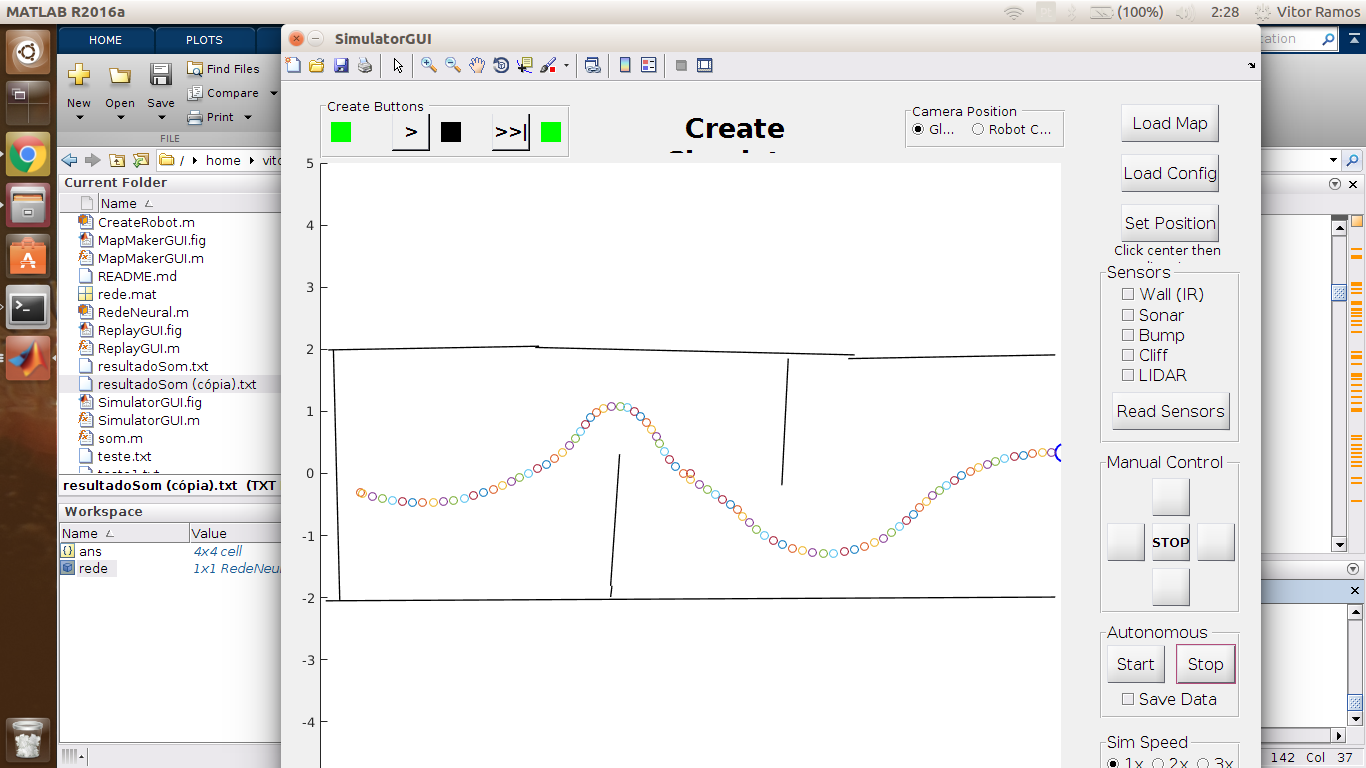 MATLAB R2016a
(100%)
2:28
Vitor Ramos
HOME
PLOTS
New
Open
Save
Find Files
Compare
Print
FILE
/ ▸ home ▸
Current Folder
Name
CreateRobot.m
MapMakerGUI.fig
MapMakerGUI.m
README.md
rede.mat
RedeNeural.m
ReplayGUI.fig
ReplayGUI.m
resultadoSom.txt
resultadoSom (cópia).txt
SimulatorGUI.fig
SimulatorGUI.m
som.m
teste.txt
resultadoSom (cópia).txt (TXT
Workspace
Name
Value
ans
4x4 cell
rede
1x1 RedeNeu
SimulatorGUI
Create Buttons
>
>>|
Create
Camera Position
Gl...
Robot C...
5
4
3
2
1
0
-1
-2
-3
-4
Load Map
Load Config
Set Position
Click center then
Sensors
Wall (IR)
Sonar
Bump
Cliff
LIDAR
Read Sensors
Manual Control
STOP
Autonomous
Start
Stop
Save Data
Sim Speed
1x
2x
3x
142 Col 37